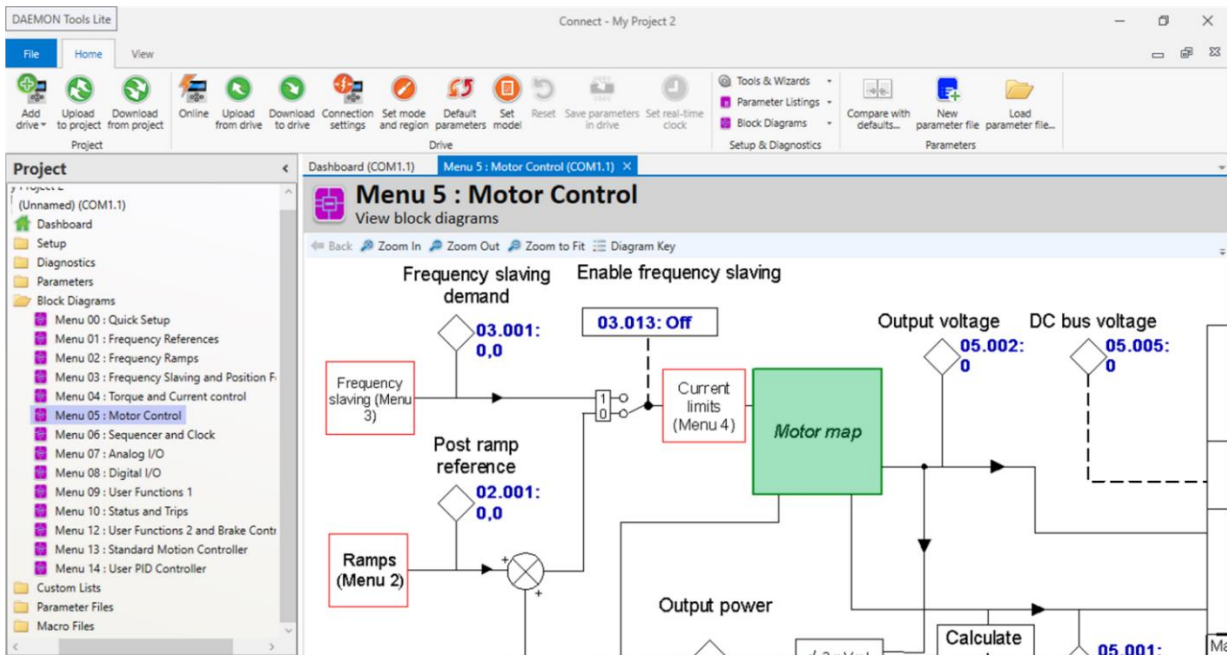 DAEMON Tools Lite
Connect - My Project 2
File Home View
Add drive
Upload to project
Download from project
Online
Upload from drive
Download to drive
Connection settings
Set mode and region
Default parameters
Set model
Reset
Save parameters in drive
Set real-time clock
Tools & Wizards
Parameter Listings
Block Diagrams
Compare with defaults...
New parameter file
Load parameter file...
Project
Drive
Setup & Diagnostics
Parameters
Project
(Unnamed) (COM1.1)
Dashboard
Setup
Diagnostics
Parameters
Block Diagrams
Menu 00 : Quick Setup
Menu 01 : Frequency References
Menu 02 : Frequency Ramps
Menu 03 : Frequency Slaving and Position F
Menu 04 : Torque and Current control
Menu 05 : Motor Control
Menu 06 : Sequencer and Clock
Menu 07 : Analog I/O
Menu 08 : Digital I/O
Menu 09 : User Functions 1
Menu 10 : Status and Trips
Menu 12 : User Functions 2 and Brake Contr
Menu 13 : Standard Motion Controller
Menu 14 : User PID Controller
Custom Lists
Parameter Files
Macro Files
Dashboard (COM1.1)
Menu 5 : Motor Control (COM1.1)
Menu 5 : Motor Control
View block diagrams
Back Zoom In Zoom Out Zoom to Fit Diagram Key
Frequency slaving
demand
03.001:
0,0
Enable frequency slaving
03.013: Off
Output voltage
05.002:
0
DC bus voltage
05.005:
0
Frequency
slaving (Menu
3)
1
0
Current
limits
(Menu 4)
Motor map
Post ramp
reference
02.001:
0,0
Ramps
(Menu 2)
+
+
Output power
Calculate
05.001: